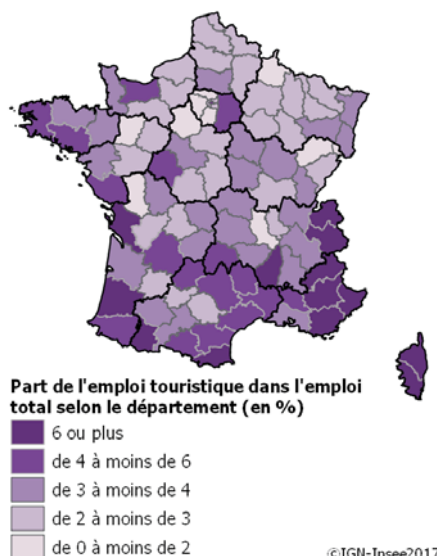 Part de l'emploi touristique dans l'emploi
total selon le département (en %)
6 ou plus
de 4 à moins de 6
de 3 à moins de 4
de 2 à moins de 3
de 0 à moins de 2
©IGN-Insee2017